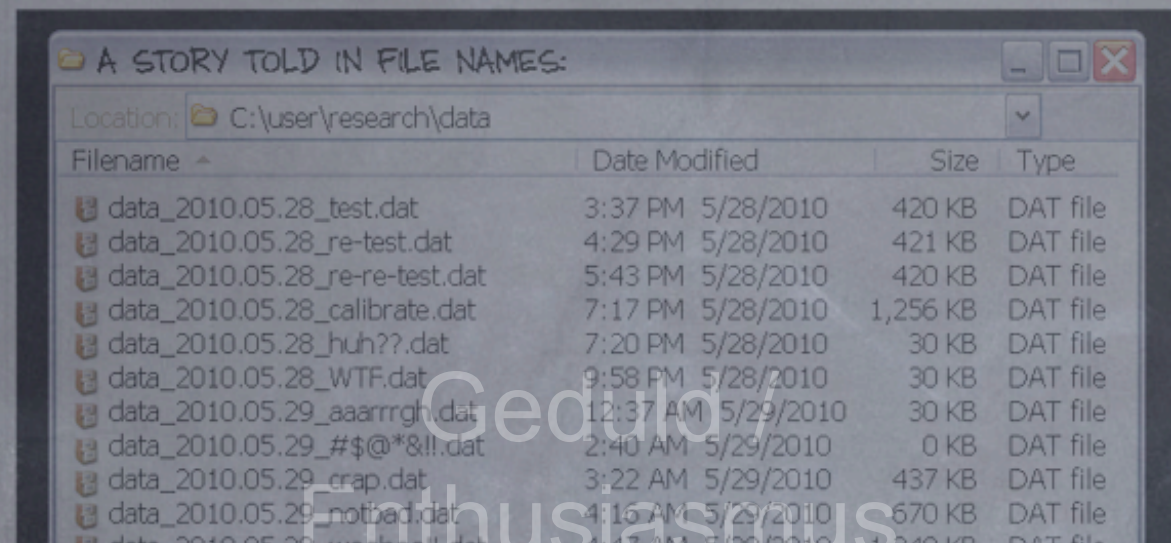 A STORY TOLD IN FILE NAMES:
Location: C:\user\research\data
Filename Date Modified Size Type
data_2010.05.28_test.dat 3:37 PM 5/28/2010 420 KB DAT file
data_2010.05.28_re-test.dat 4:29 PM 5/28/2010 421 KB DAT file
data_2010.05.28_re-re-test.dat 5:43 PM 5/28/2010 420 KB DAT file
data_2010.05.28_calibrate.dat 7:17 PM 5/28/2010 1,256 KB DAT file
data_2010.05.28_huh??.dat 7:20 PM 5/28/2010 30 KB DAT file
data_2010.05.28_WTF.dat 9:58 PM 5/28/2010 30 KB DAT file
data_2010.05.29_aaarrrgh.dat 12:37 AM 5/29/2010 30 KB DAT file
data_2010.05.29_#$@*&!!.dat 2:40 AM 5/29/2010 0 KB DAT file
data_2010.05.29_crap.dat 3:22 AM 5/29/2010 437 KB DAT file
data_2010.05.29_notbad.dat 4:16 AM 5/29/2010 670 KB DAT file
Geduld /
Enthusiasmus